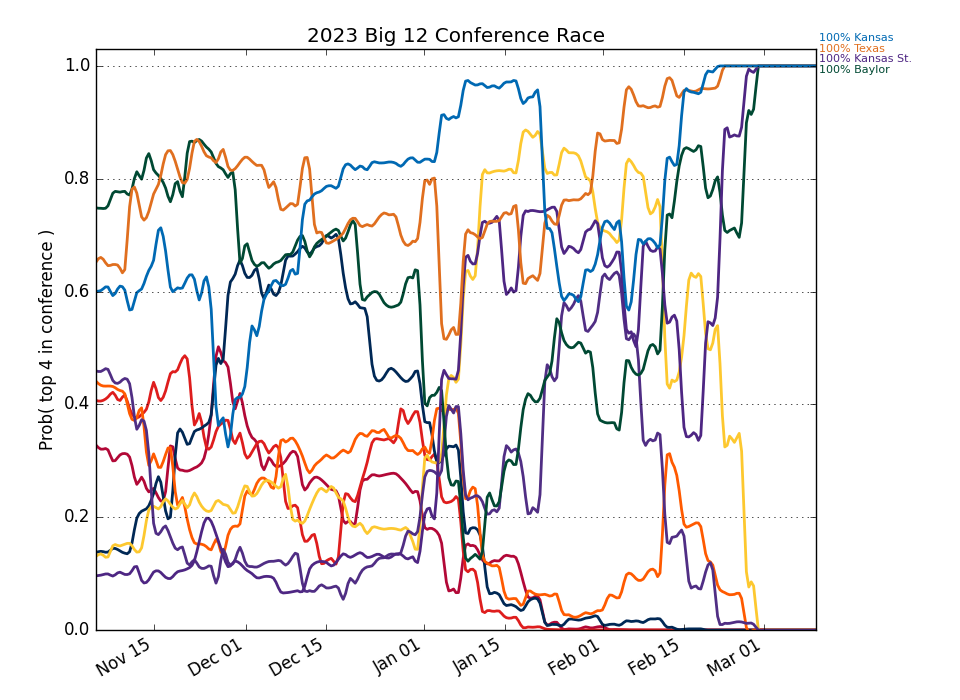 2023 Big 12 Conference Race
100% Kansas
100% Texas
100% Kansas St.
100% Baylor
Prob( top 4 in conference )
1.0
0.8
0.6
0.4
0.2
0.0
Nov 15
Dec 01
Dec 15
Jan 01
Jan 15
Feb 01
Feb 15
Mar 01